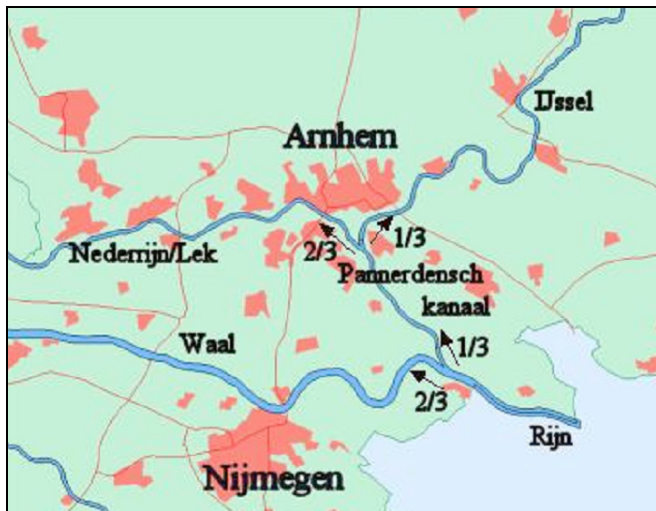 IJssel
Arnhem
Nederrijn/Lek
2/3
1/3
Pannerdensch
kanaal
Waal
1/3
2/3
Rijn
Nijmegen